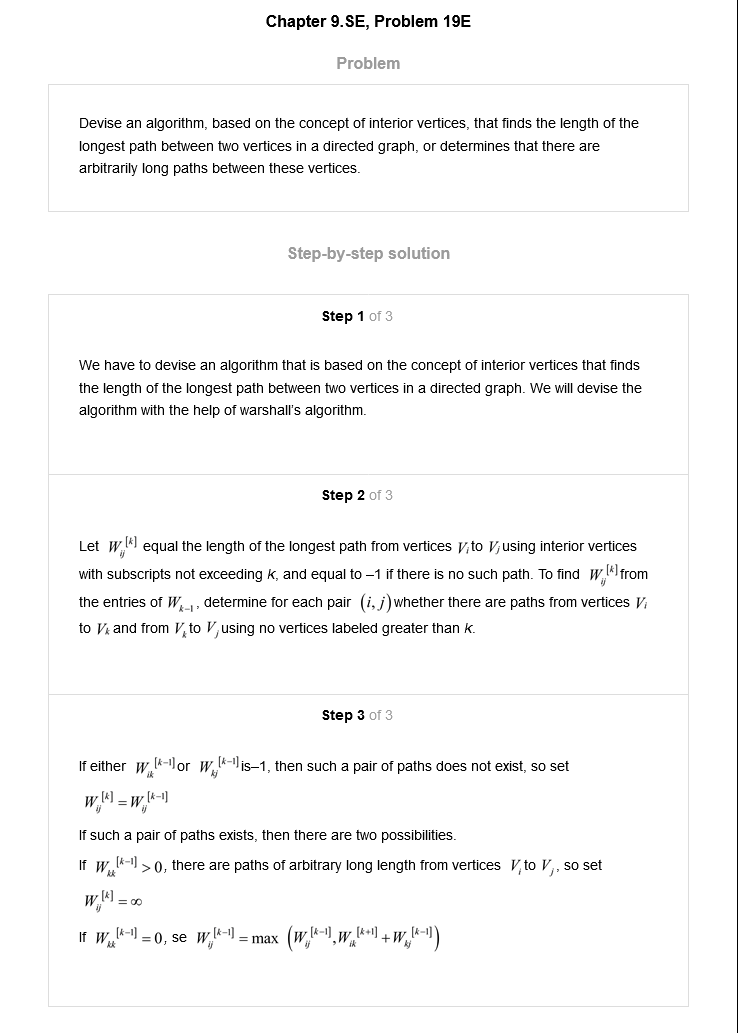 Chapter 9.SE, Problem 19E
Problem
Devise an algorithm, based on the concept of interior vertices, that finds the length of the
longest path between two vertices in a directed graph, or determines that there are
arbitrarily long paths between these vertices.
Step-by-step solution
Step 1 of 3
We have to devise an algorithm that is based on the concept of interior vertices that finds
the length of the longest path between two vertices in a directed graph. We will devise the
algorithm with the help of warshall's algorithm.
Step 2 of 3
Let W_{ij}^{[k]} equal the length of the longest path from vertices V_i to V_j using interior vertices
with subscripts not exceeding k, and equal to –1 if there is no such path. To find W_{ij}^{[k]} from
the entries of W_{k-1}, determine for each pair (i, j) whether there are paths from vertices V_i
to V_k and from V_k to V_j using no vertices labeled greater than k.
Step 3 of 3
If either W_{ik}^{[k-1]} or W_{kj}^{[k-1]} is–1, then such a pair of paths does not exist, so set
W_{ij}^{[k]} = W_{ij}^{[k-1]}
If such a pair of paths exists, then there are two possibilities.
If W_{kk}^{[k-1]} > 0, there are paths of arbitrary long length from vertices V_i to V_j, so set
W_{ij}^{[k]} = ∞
If W_{kk}^{[k-1]} = 0, se W_{ij}^{[k-1]} = max (W_{ij}^{[k-1]}, W_{ik}^{[k+1]} + W_{kj}^{[k-1]})